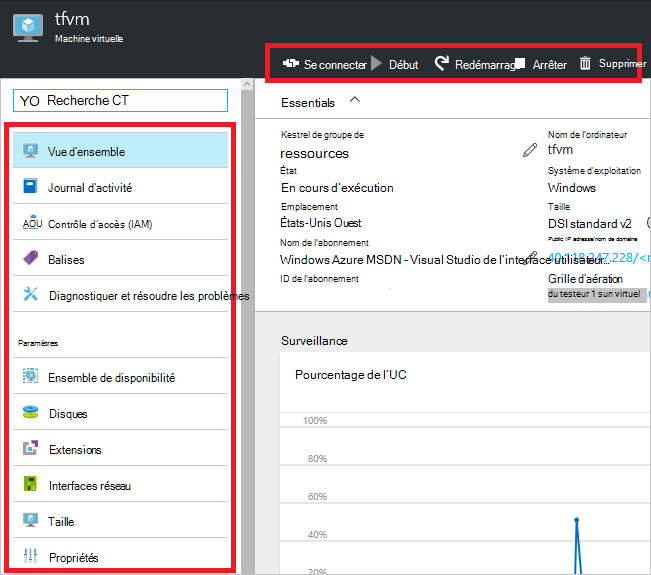 tfvm
Machine virtuelle
Se connecter Début Redémarrage Arrêter Supprimer
YO Recherche CT
Vue d'ensemble
Journal d'activité
AOU Contrôle d'accès (IAM)
Balises
Diagnostiquer et résoudre les problèmes
Paramètres
Ensemble de disponibilité
Disques
Extensions
Interfaces réseau
Taille
Propriétés
Essentials
Kestrel de groupe de
ressources
État
En cours d'exécution
Emplacement
États-Unis Ouest
Nom de l'abonnement
Windows Azure MSDN - Visual Studio de l'interface utilisateur...
ID de l'abonnement
Nom de l'ordinateur
tfvm
Système d'exploitation
Windows
Taille
DSI standard v2
Public IP adresse/nom de domaine
40.118.247.228/<
Grille d'aération
du testeur 1 sun virtuel
Surveillance
Pourcentage de l'UC
100%
80%
60%
40%
20%